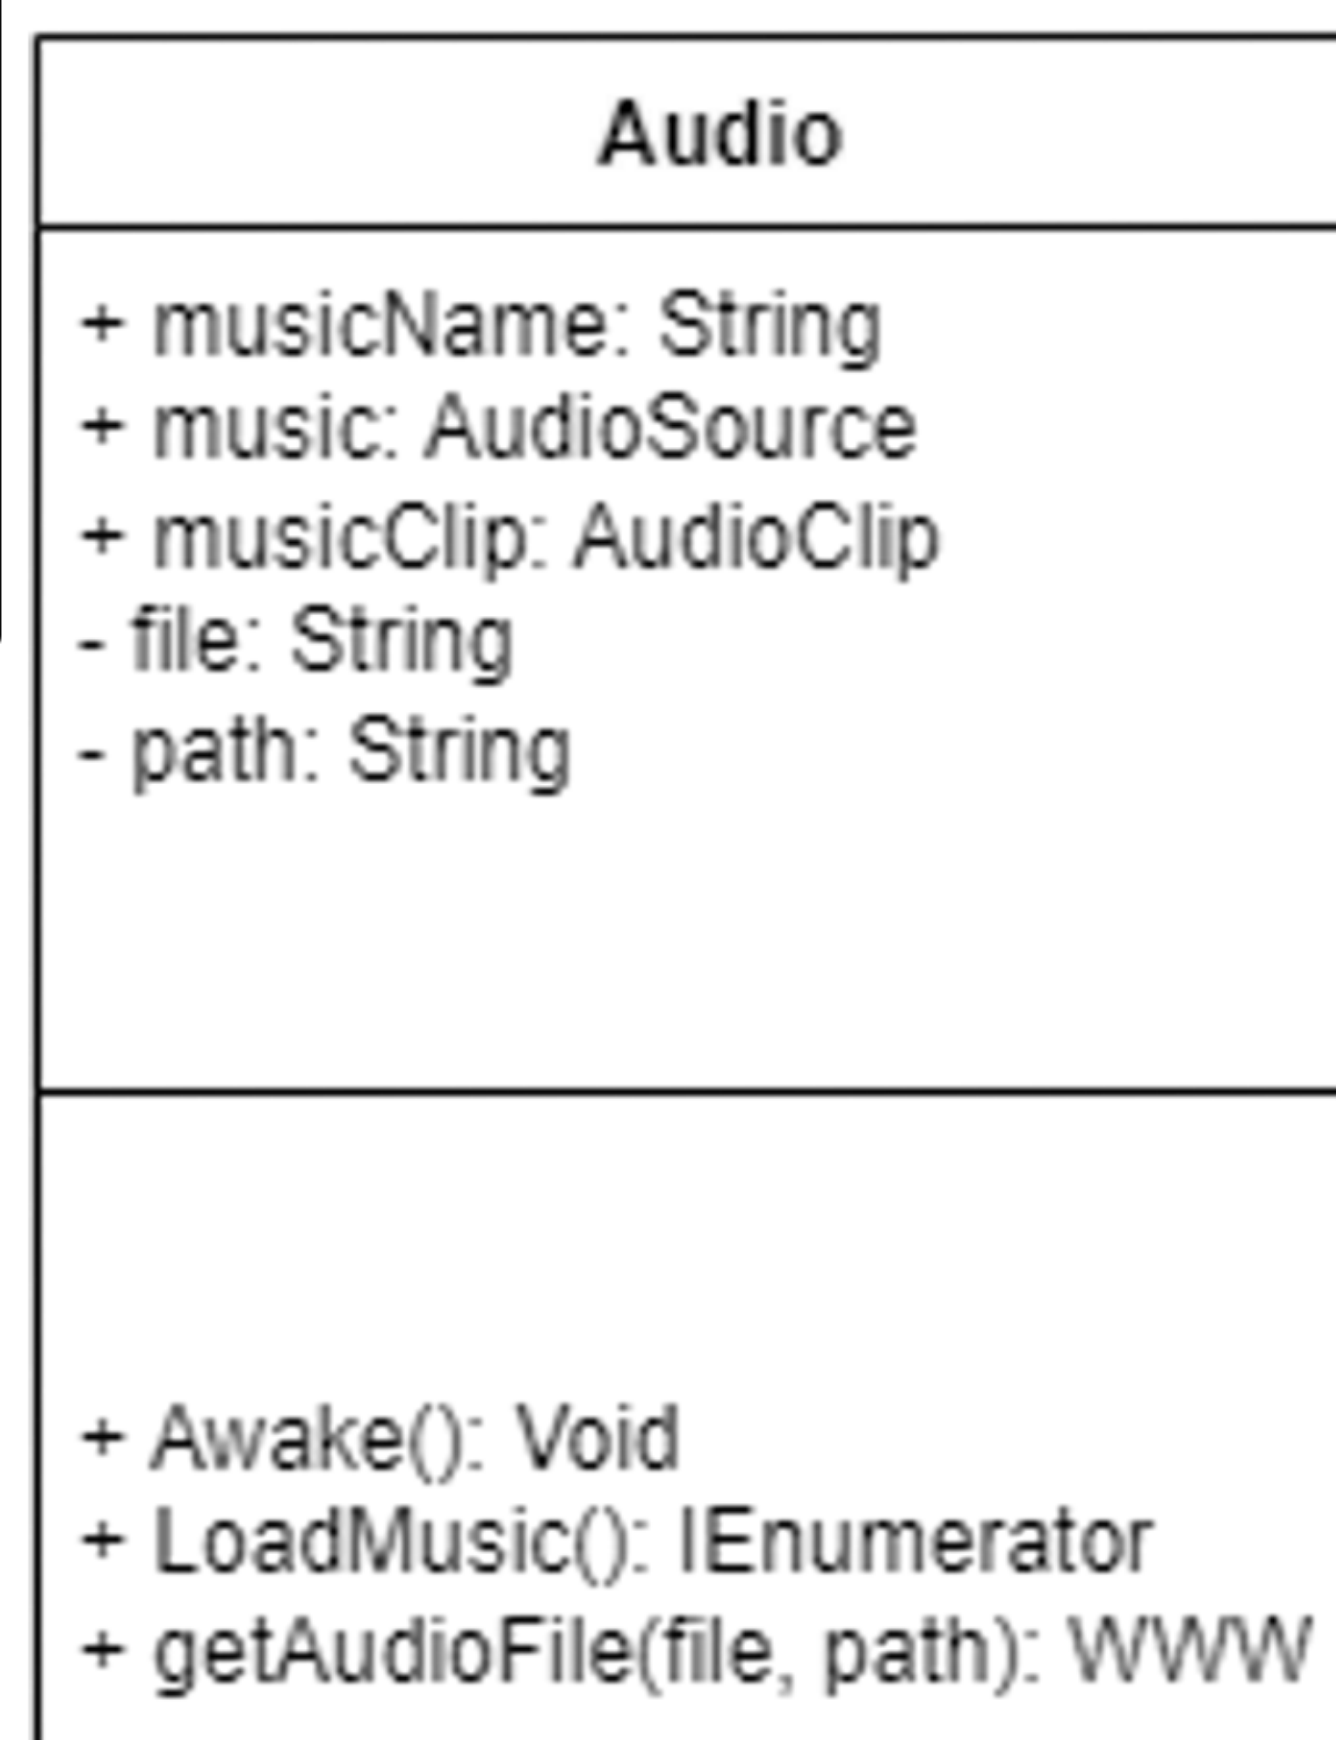 Audio
+ musicName: String
+ music: AudioSource
+ musicClip: AudioClip
- file: String
- path: String
+ Awake(): Void
+ LoadMusic(): IEnumerator
+ getAudioFile(file, path): WWW